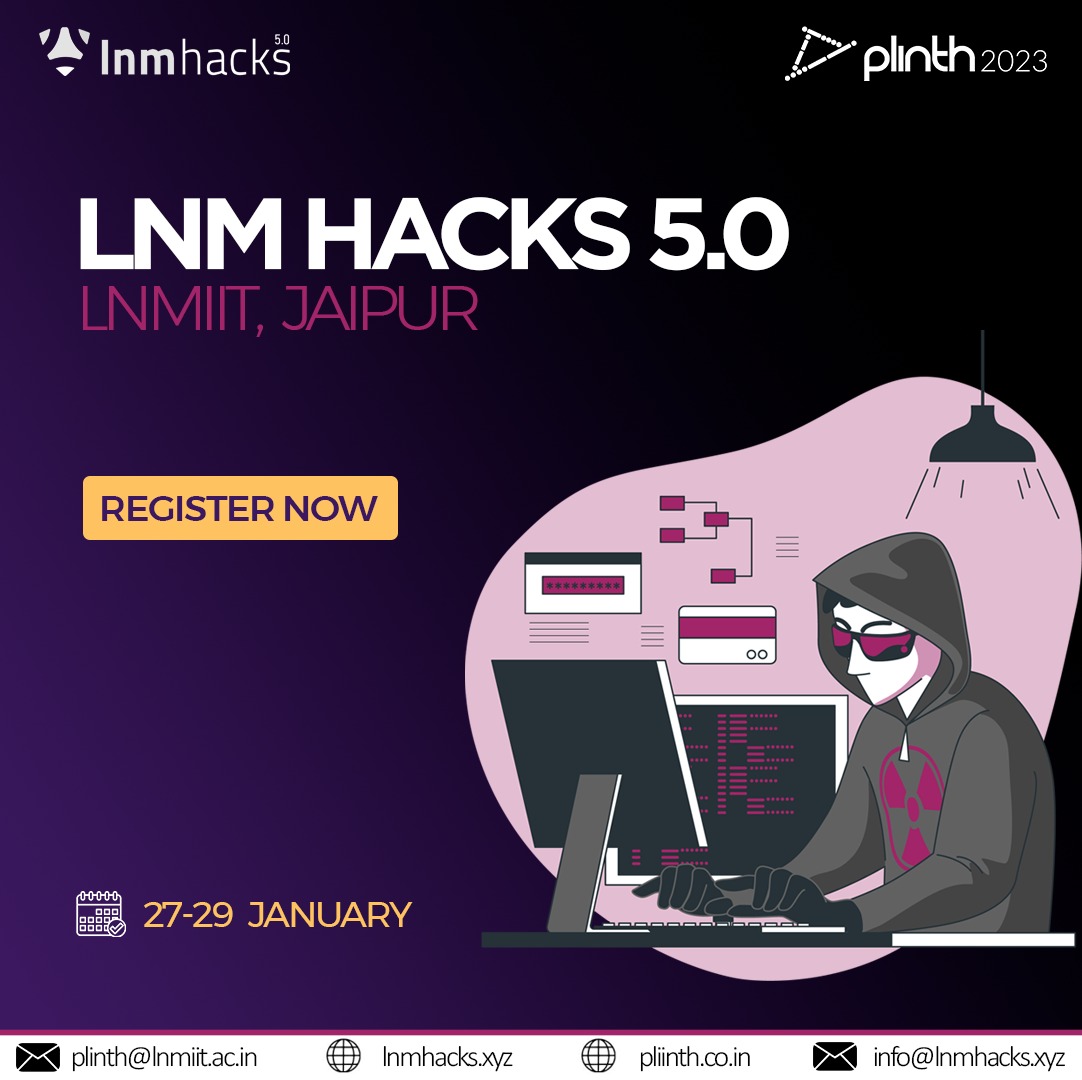 lnmhacks 5.0
plinth 2023
LNM HACKS 5.0
LNMIIT, JAIPUR
REGISTER NOW
*********
27-29 JANUARY
plinth@lnmiit.ac.in
lnmhacks.xyz
pliinth.co.in
info@lnmhacks.xyz